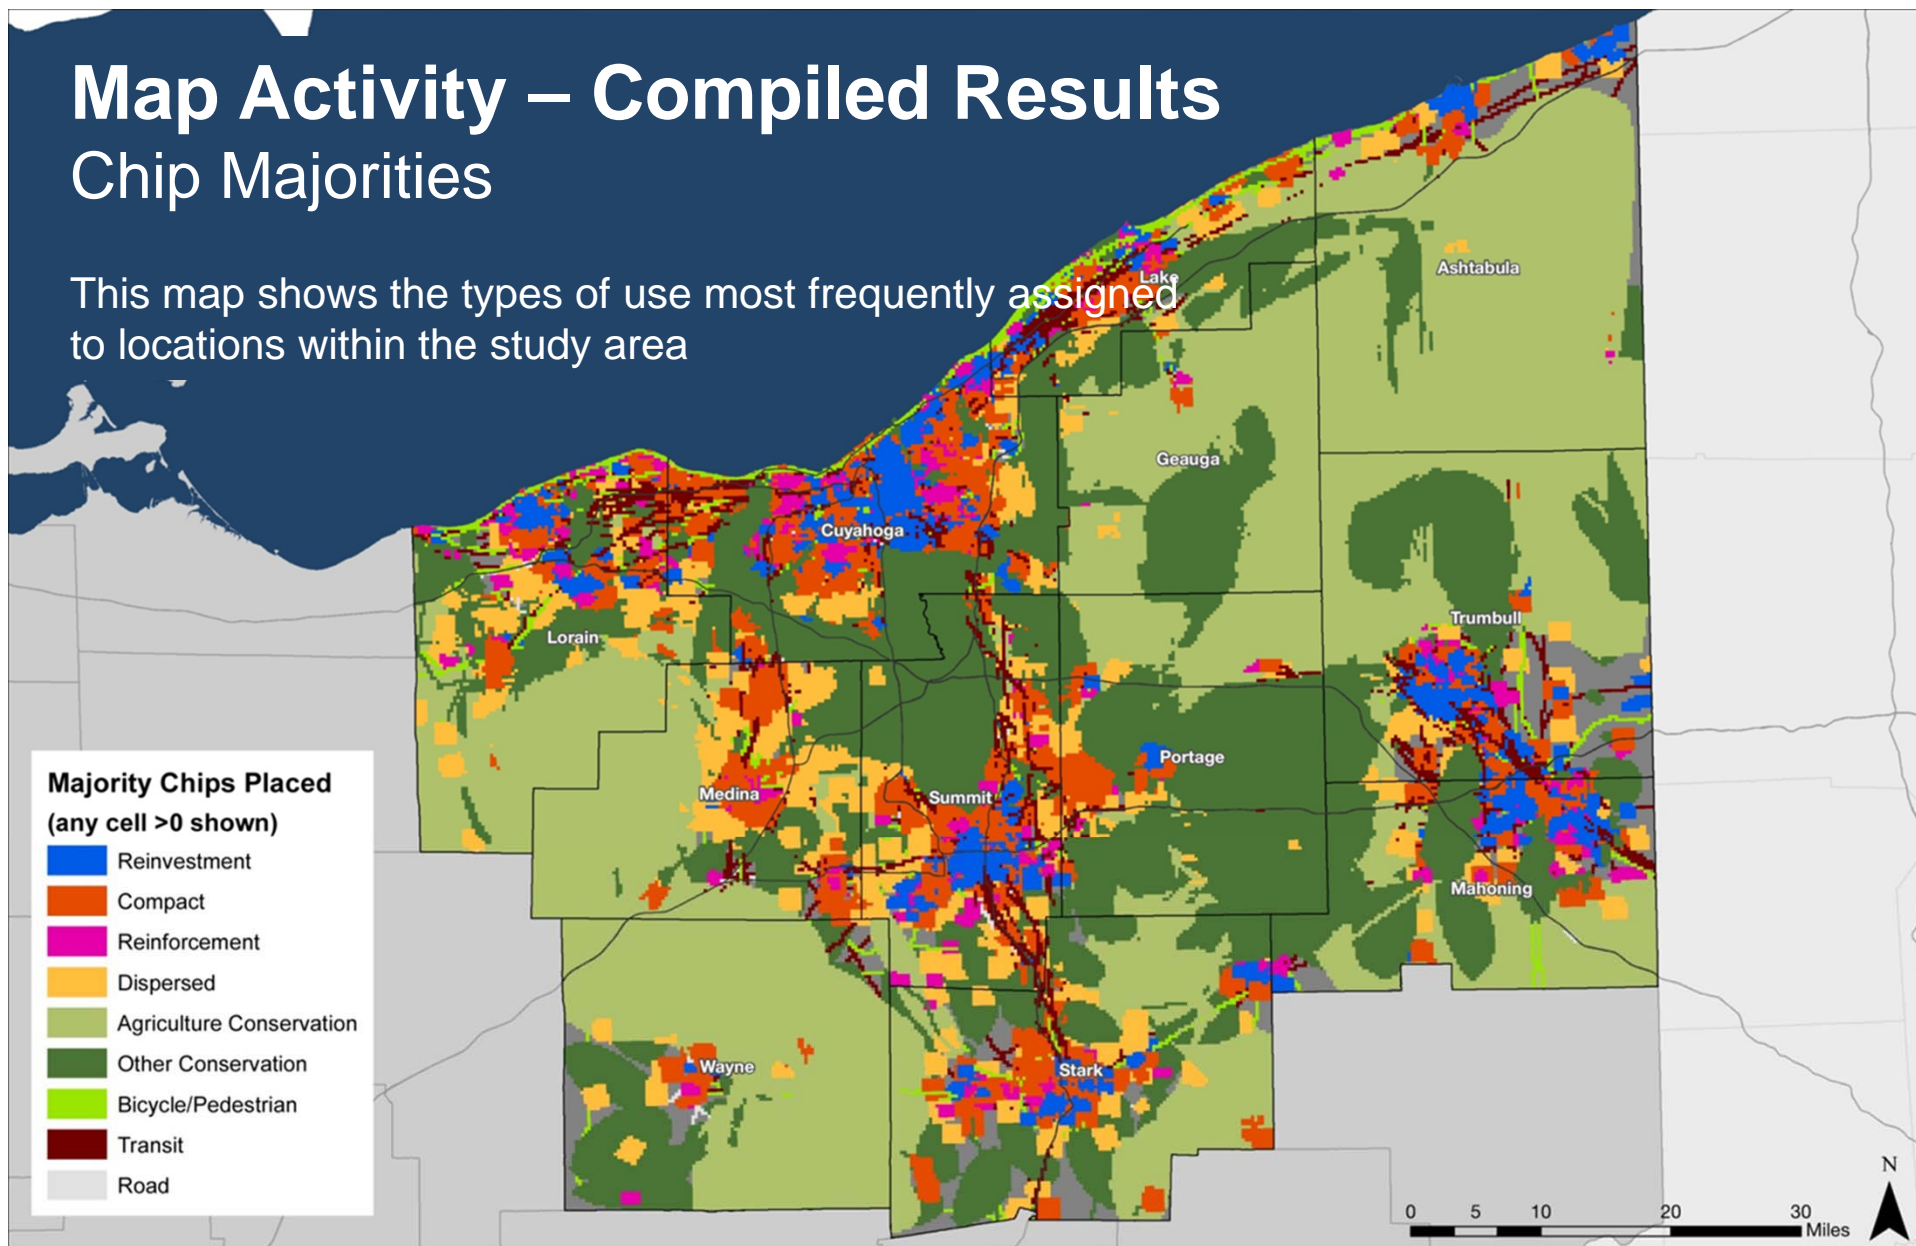 Map Activity – Compiled Results
Chip Majorities
This map shows the types of use most frequently assigned
to locations within the study area
Lake
Ashtabula
Geauga
Cuyahoga
Trumbull
Lorain
Portage
Medina
Summit
Mahoning
Wayne
Stark
Majority Chips Placed
(any cell >0 shown)
Reinvestment
Compact
Reinforcement
Dispersed
Agriculture Conservation
Other Conservation
Bicycle/Pedestrian
Transit
Road
N
0 5 10 20 30
Miles